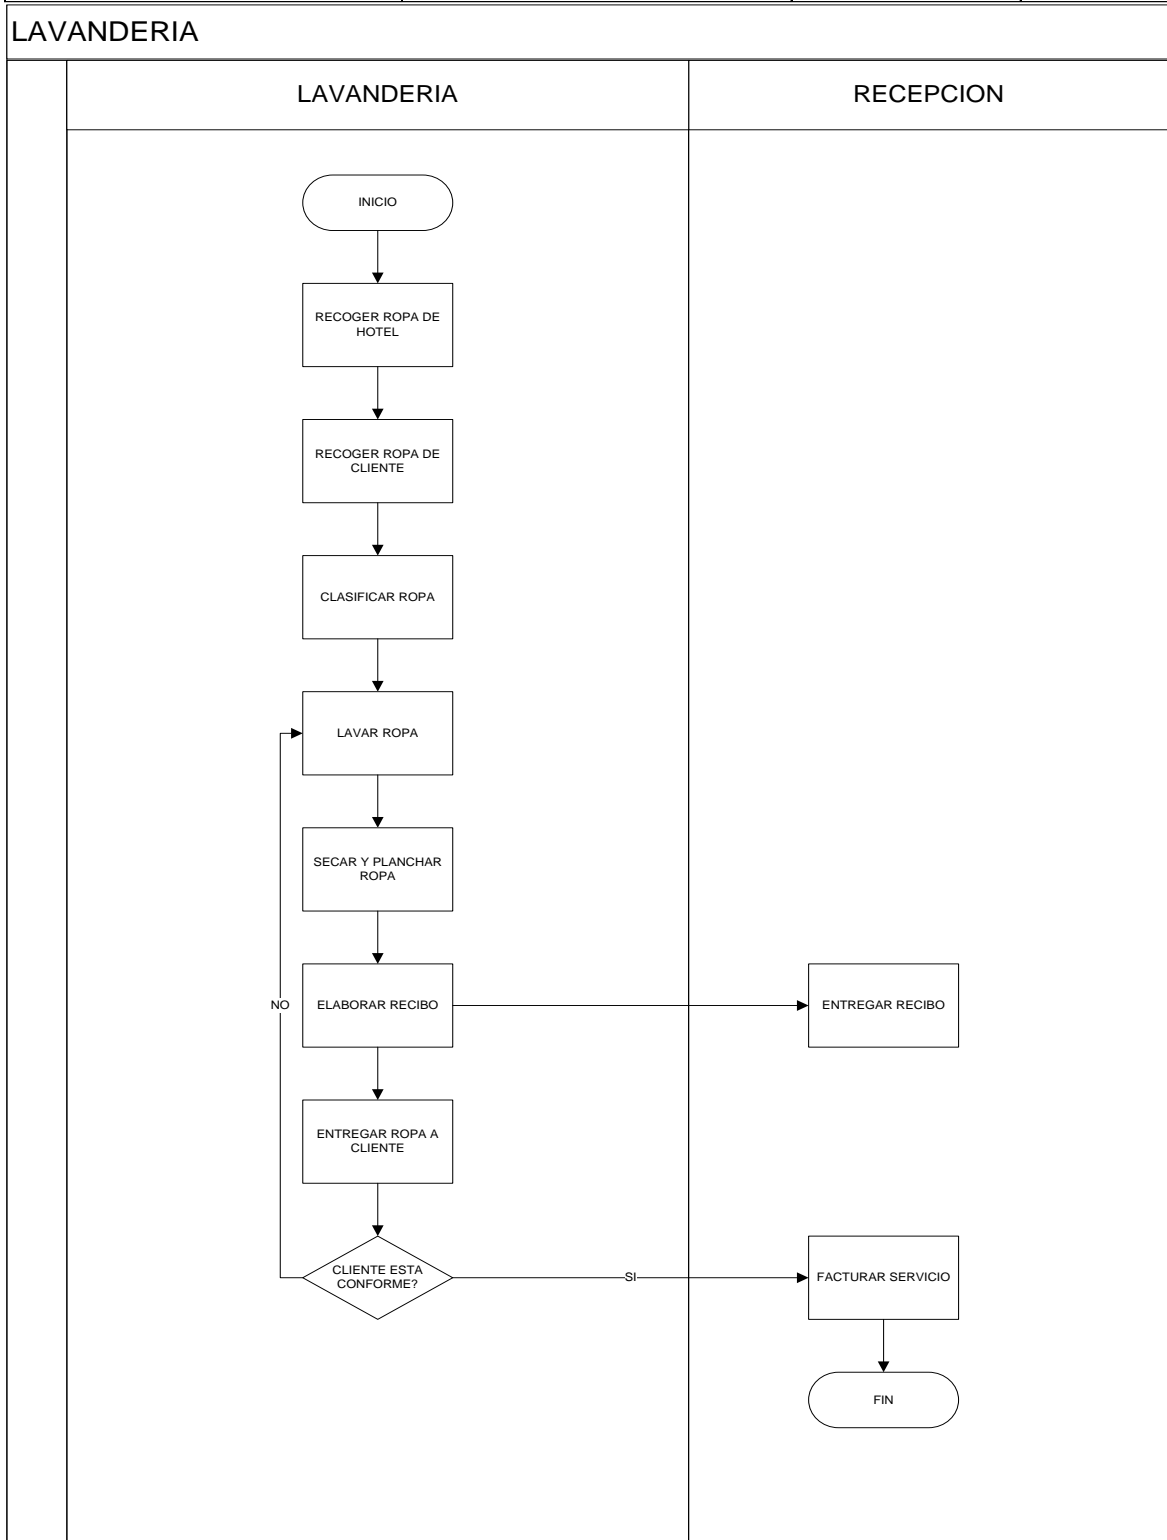 LAVANDERIA
LAVANDERIA
RECEPCION
INICIO
RECOGER ROPA DE
HOTEL
RECOGER ROPA DE
CLIENTE
CLASIFICAR ROPA
LAVAR ROPA
SECAR Y PLANCHAR
ROPA
NO
ELABORAR RECIBO
ENTREGAR RECIBO
ENTREGAR ROPA A
CLIENTE
CLIENTE ESTA
CONFORME?
SI
FACTURAR SERVICIO
FIN